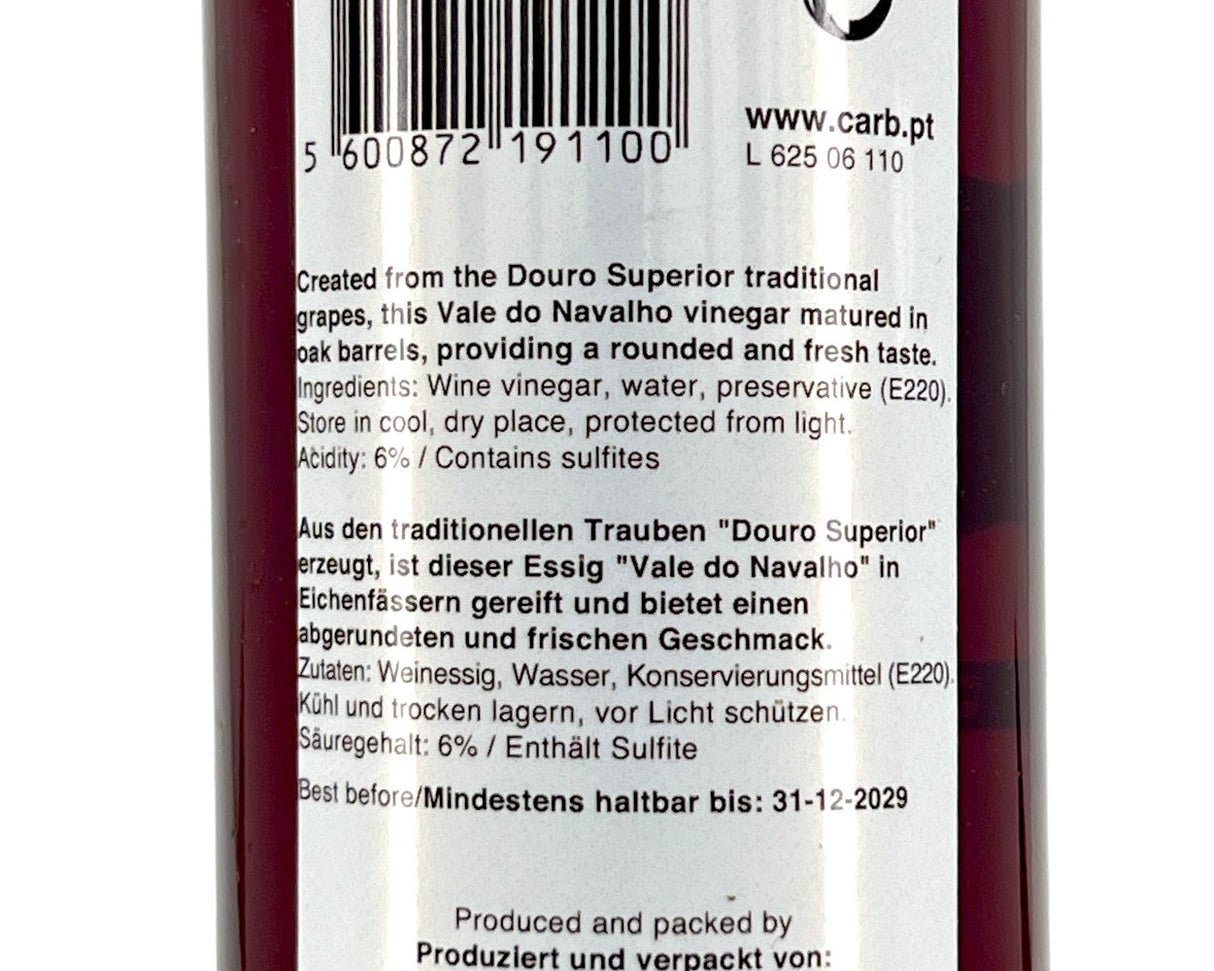 5 600872 191100
www.carb.pt
L 625 06 110
Created from the Douro Superior traditional
grapes, this Vale do Navalho vinegar matured in
oak barrels, providing a rounded and fresh taste.
Ingredients: Wine vinegar, water, preservative (E220).
Store in cool, dry place, protected from light.
Acidity: 6% / Contains sulfites
Aus den traditionellen Trauben "Douro Superior"
erzeugt, ist dieser Essig "Vale do Navalho" in
Eichenfässern gereift und bietet einen
abgerundeten und frischen Geschmack.
Zutaten: Weinessig, Wasser, Konservierungsmittel (E220).
Kühl und trocken lagern, vor Licht schützen.
Säuregehalt: 6% / Enthält Sulfite
Best before/Mindestens haltbar bis: 31-12-2029
Produced and packed by
Produziert und verpackt von: